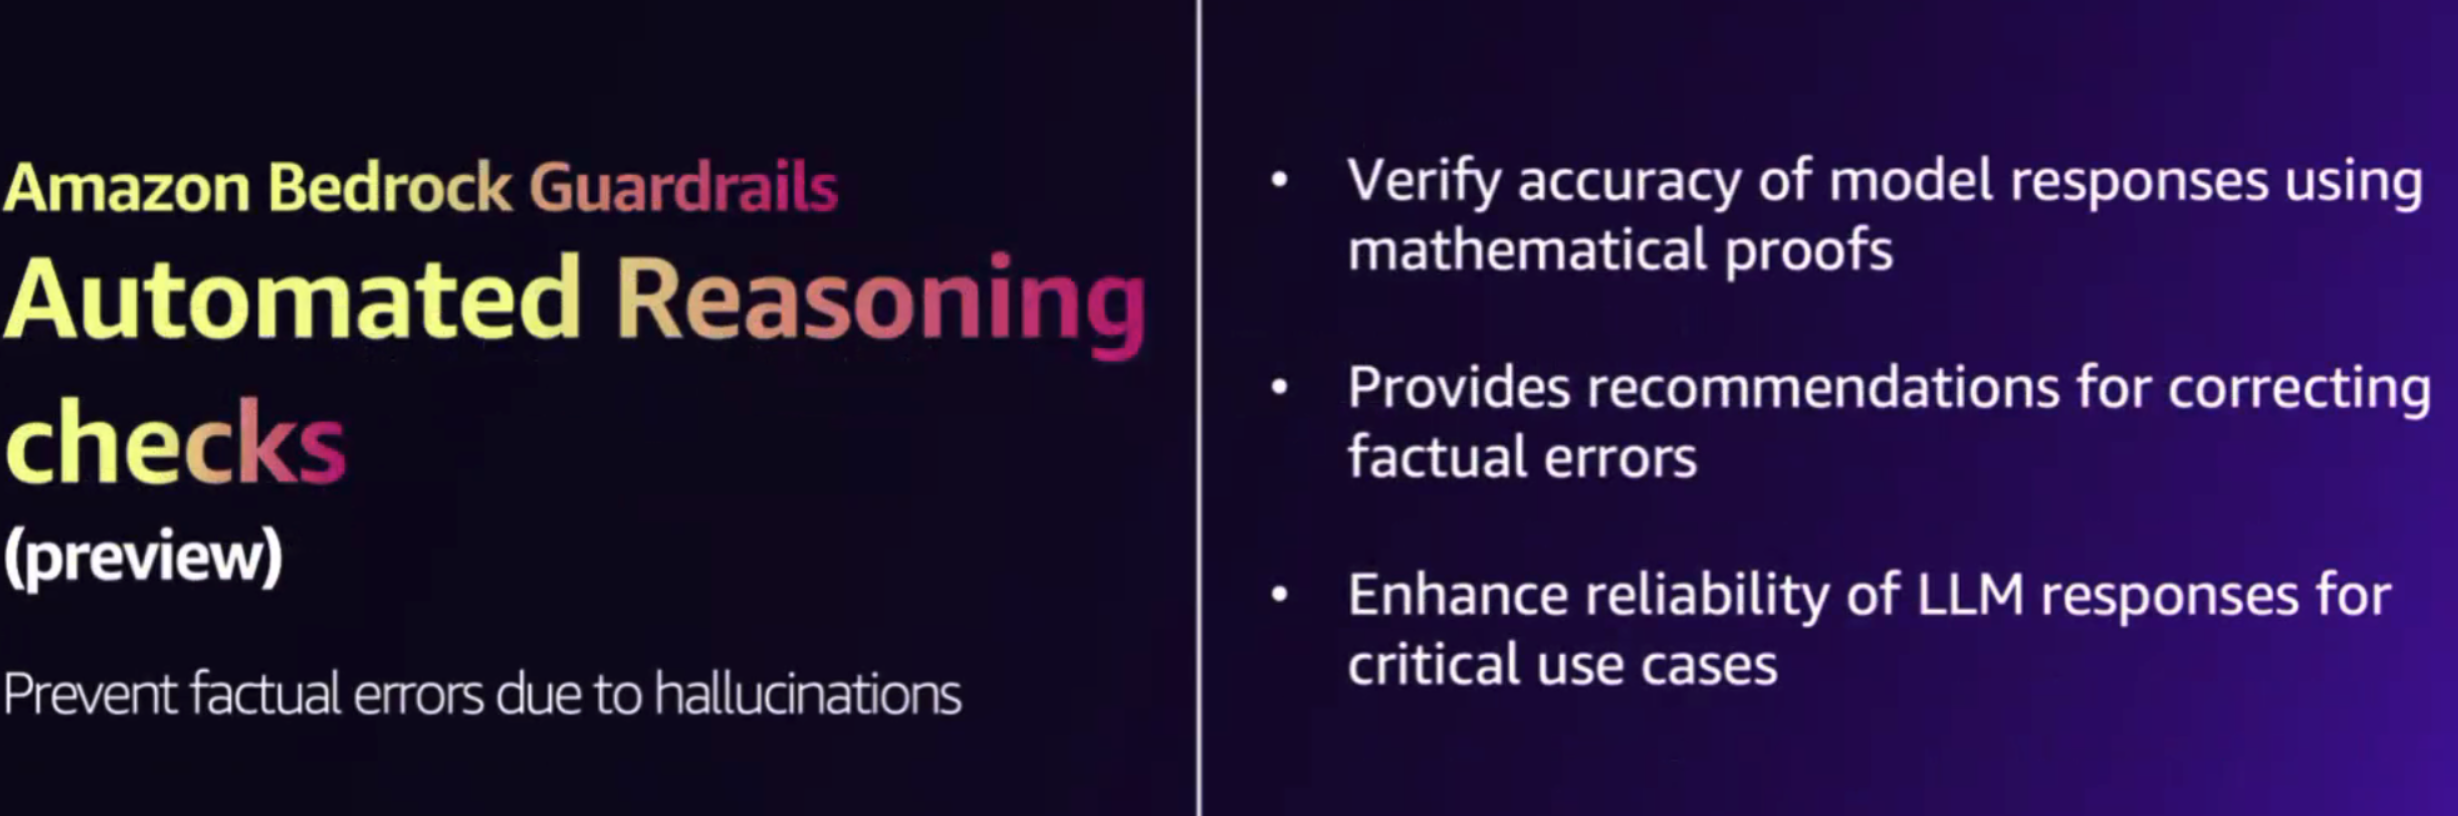 Amazon Bedrock Guardrails
Automated Reasoning
checks
(preview)
Prevent factual errors due to hallucinations
• Verify accuracy of model responses using
mathematical proofs
• Provides recommendations for correcting
factual errors
• Enhance reliability of LLM responses for
critical use cases